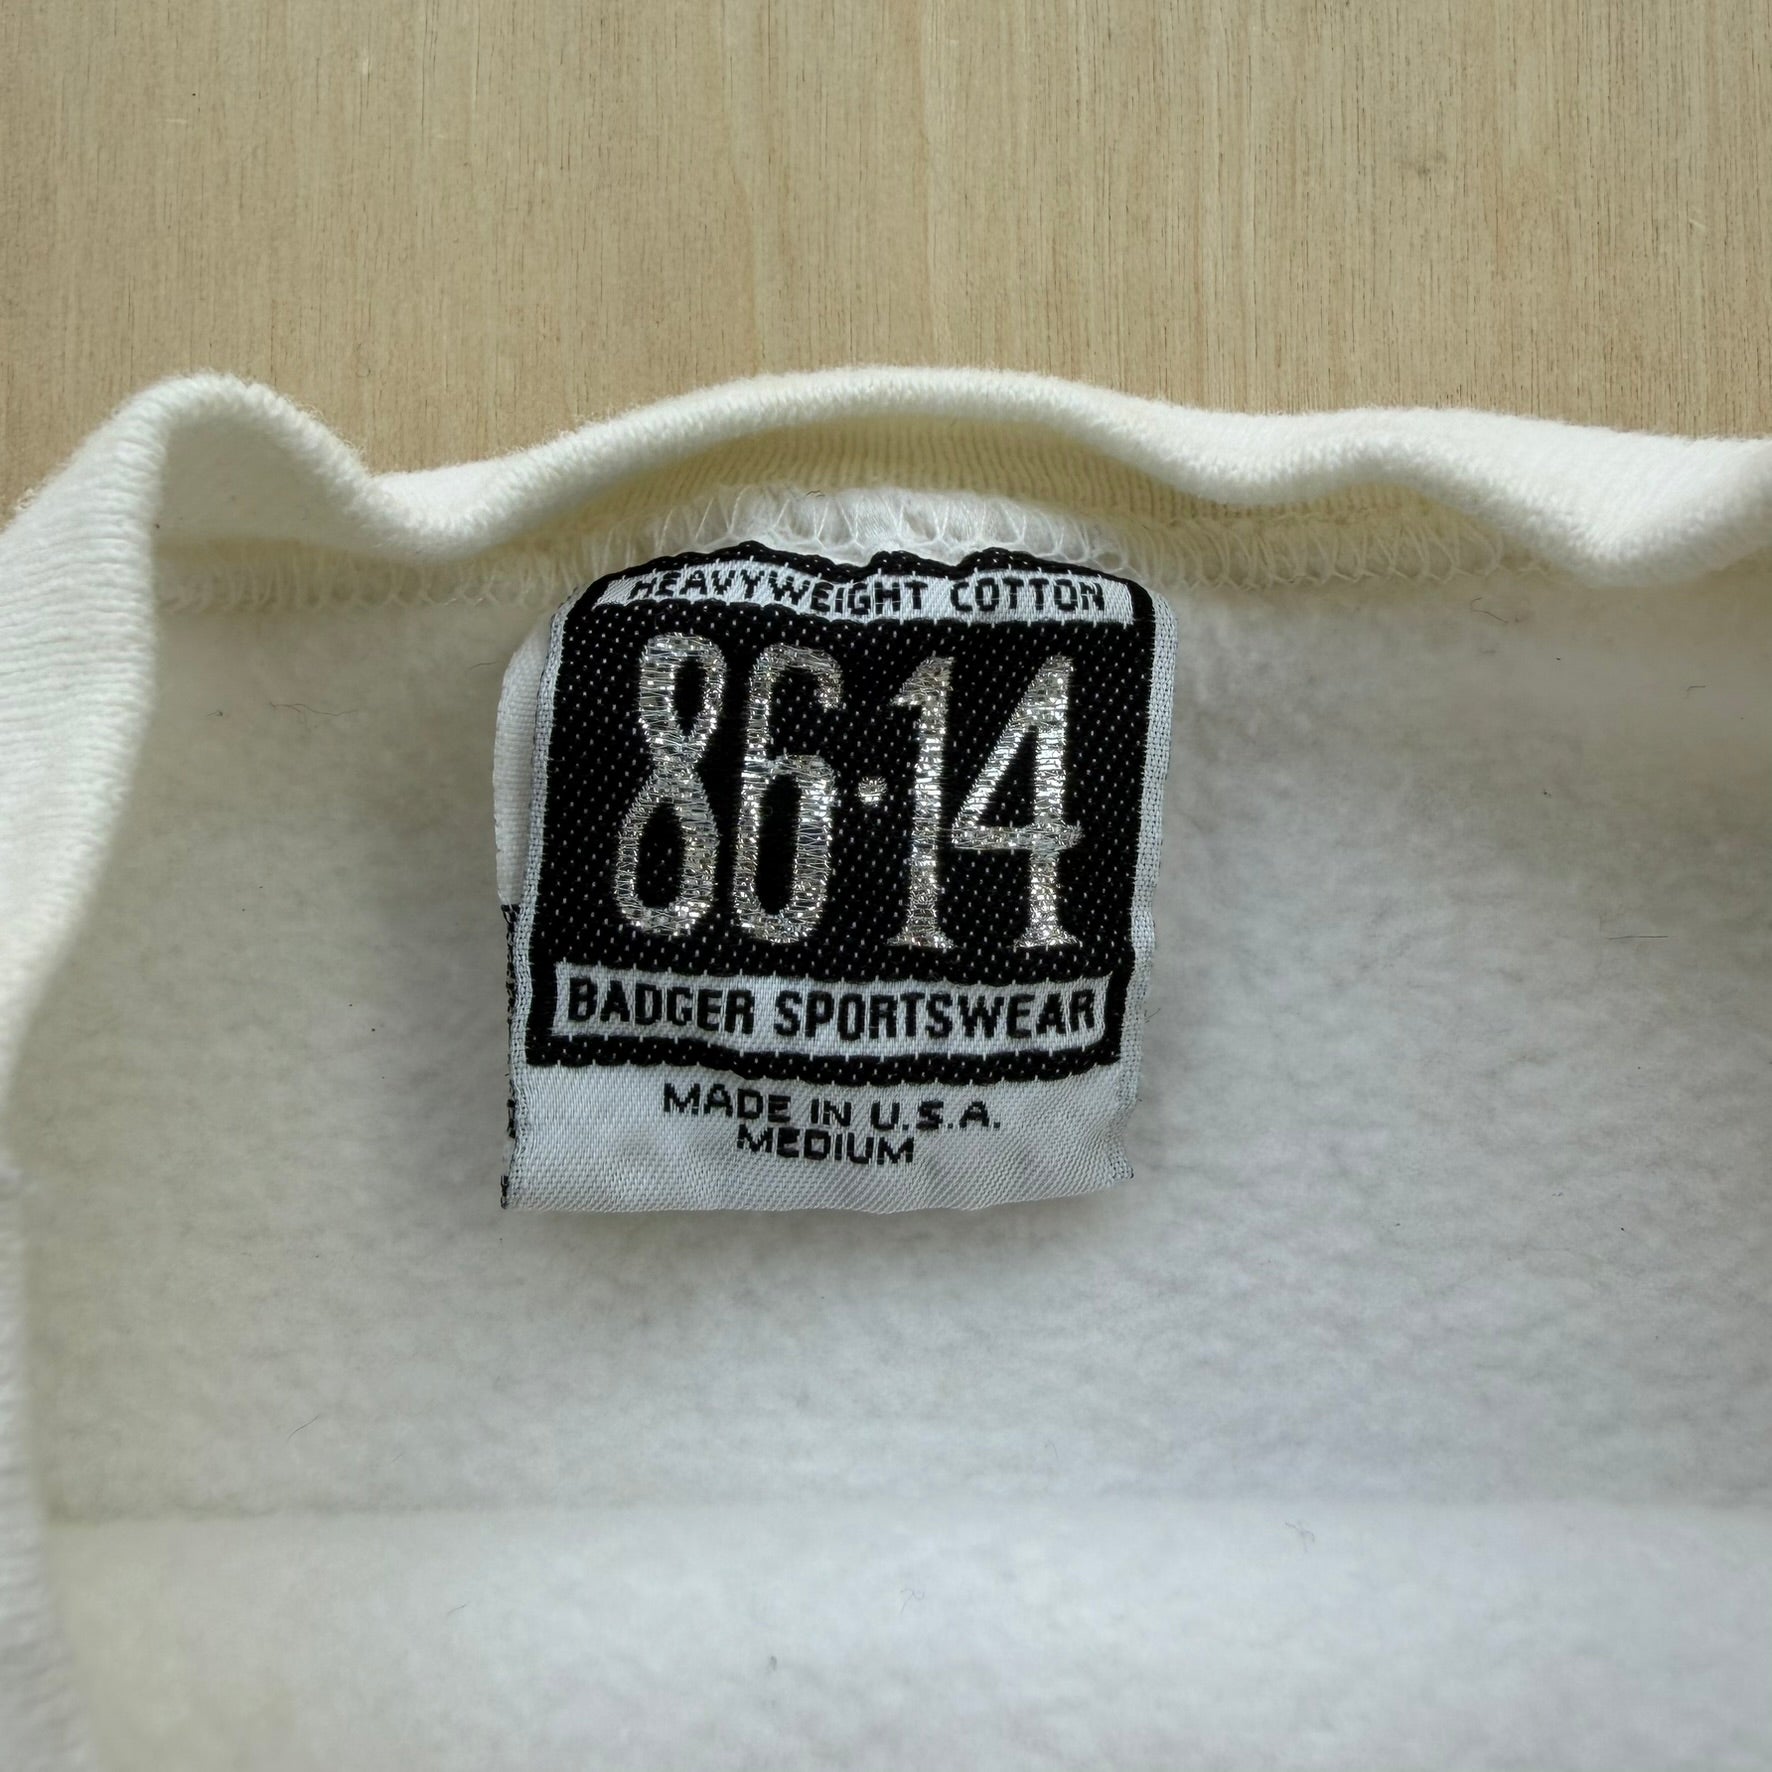 HEAVYWEIGHT COTTON
86·14
BADGER SPORTSWEAR
MADE IN U.S.A.
MEDIUM